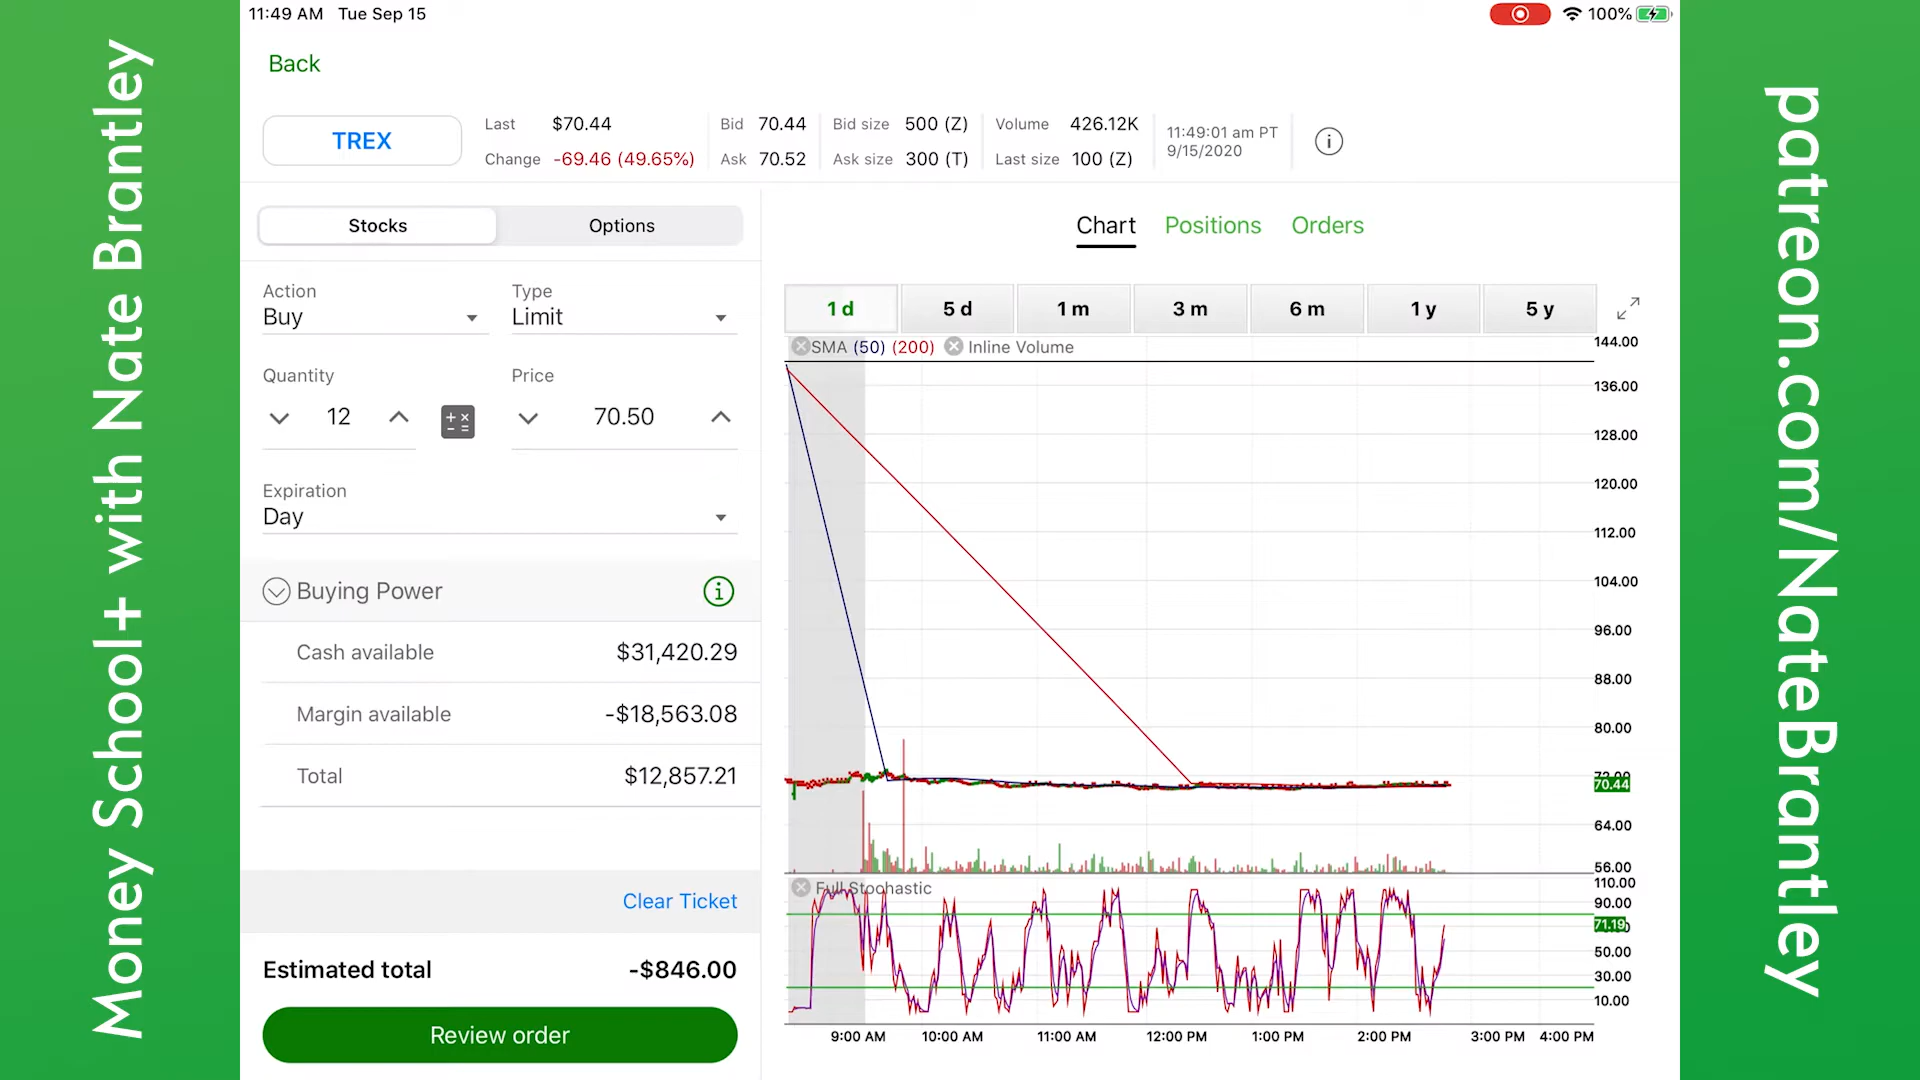 11:49 AM Tue Sep 15
100%
Back
TREX
Last $70.44
Change -69.46 (49.65%)
Bid 70.44
Ask 70.52
Bid size 500 (Z)
Ask size 300 (T)
Volume 426.12K
Last size 100 (Z)
11:49:01 am PT
9/15/2020
Stocks Options
Action
Buy
Type
Limit
Quantity
12
Price
70.50
Expiration
Day
Buying Power
Cash available $31,420.29
Margin available -$18,563.08
Total $12,857.21
Clear Ticket
Estimated total -$846.00
Review order
Chart Positions Orders
1 d 5 d 1 m 3 m 6 m 1 y 5 y
SMA (50) (200) Inline Volume
144.00
136.00
128.00
120.00
112.00
104.00
96.00
88.00
80.00
72.00
70.44
64.00
56.00
Full Stochastic
110.00
90.00
71.19
50.00
30.00
10.00
9:00 AM 10:00 AM 11:00 AM 12:00 PM 1:00 PM 2:00 PM 3:00 PM 4:00 PM
Money School+ with Nate Brantley
patreon.com/NateBrantley